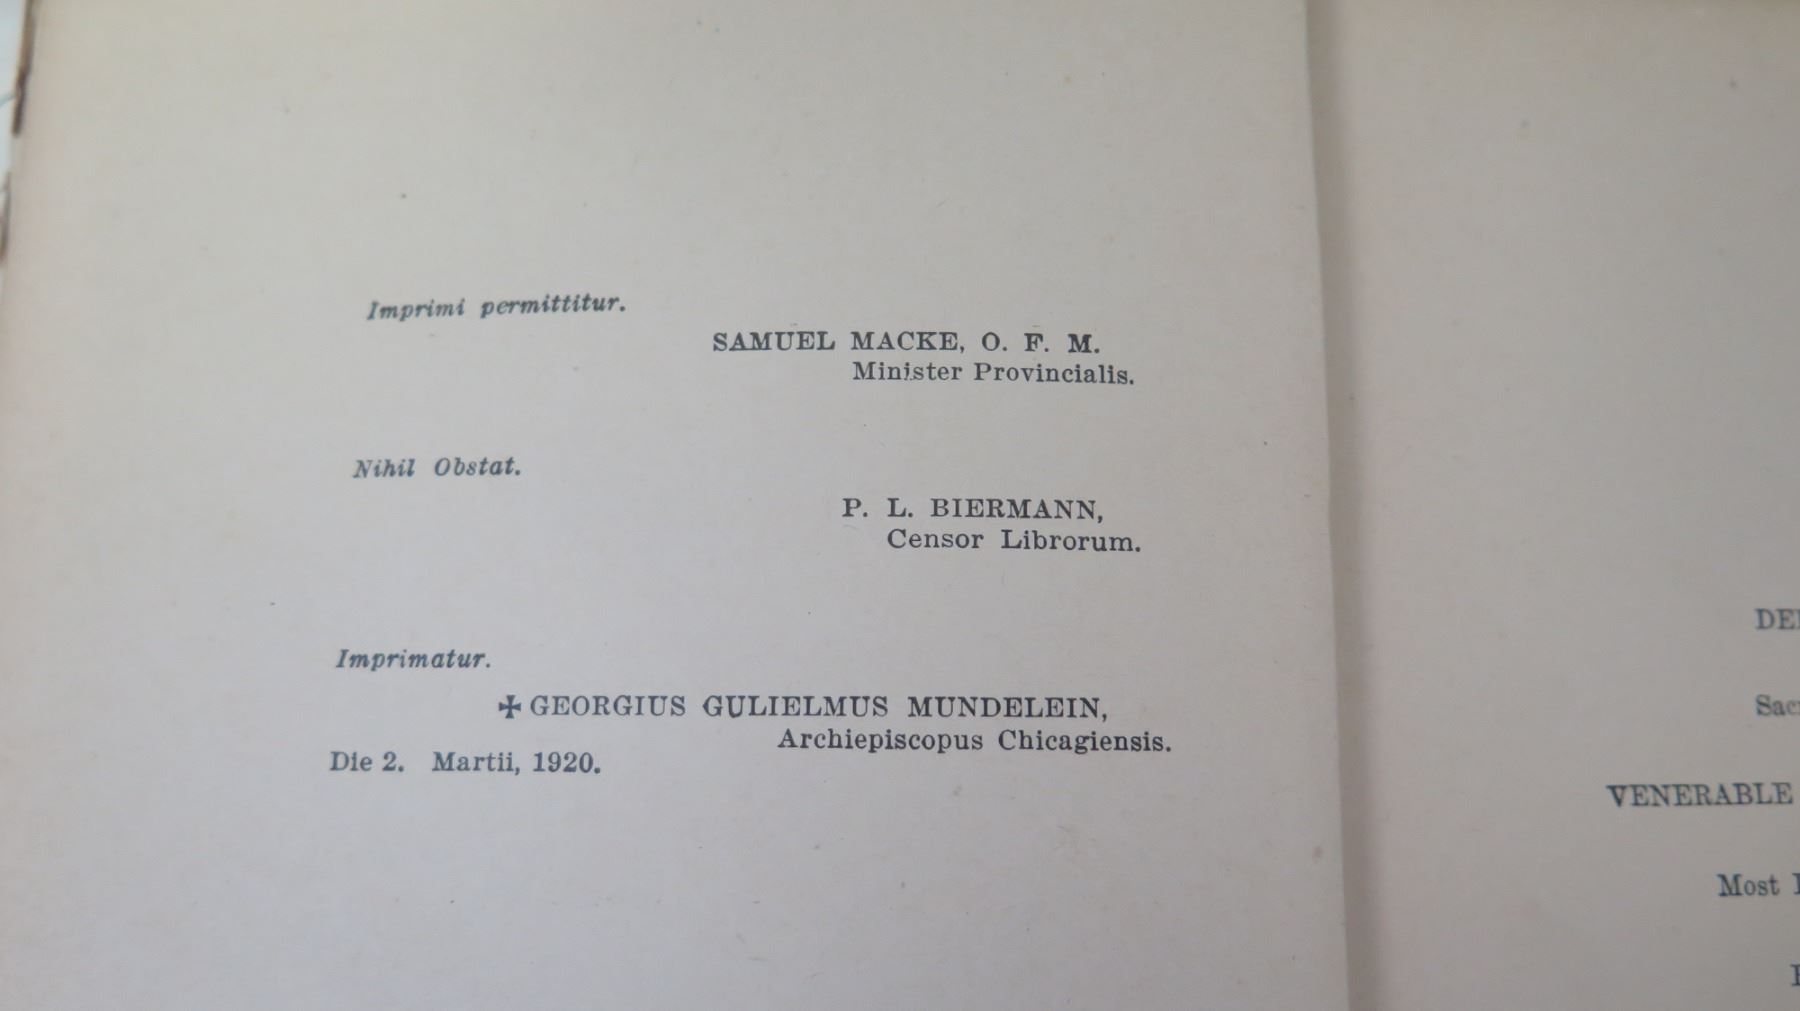 Imprimi permittitur.
SAMUEL MACKE, O. F. M.
Minister Provincialis.
Nihil Obstat.
P. L. BIERMANN,
Censor Librorum.
Imprimatur.
✠ GEORGIUS GULIELMUS MUNDELEIN,
Archiepiscopus Chicagiensis.
Die 2. Martii, 1920.
VENERABLE
Most